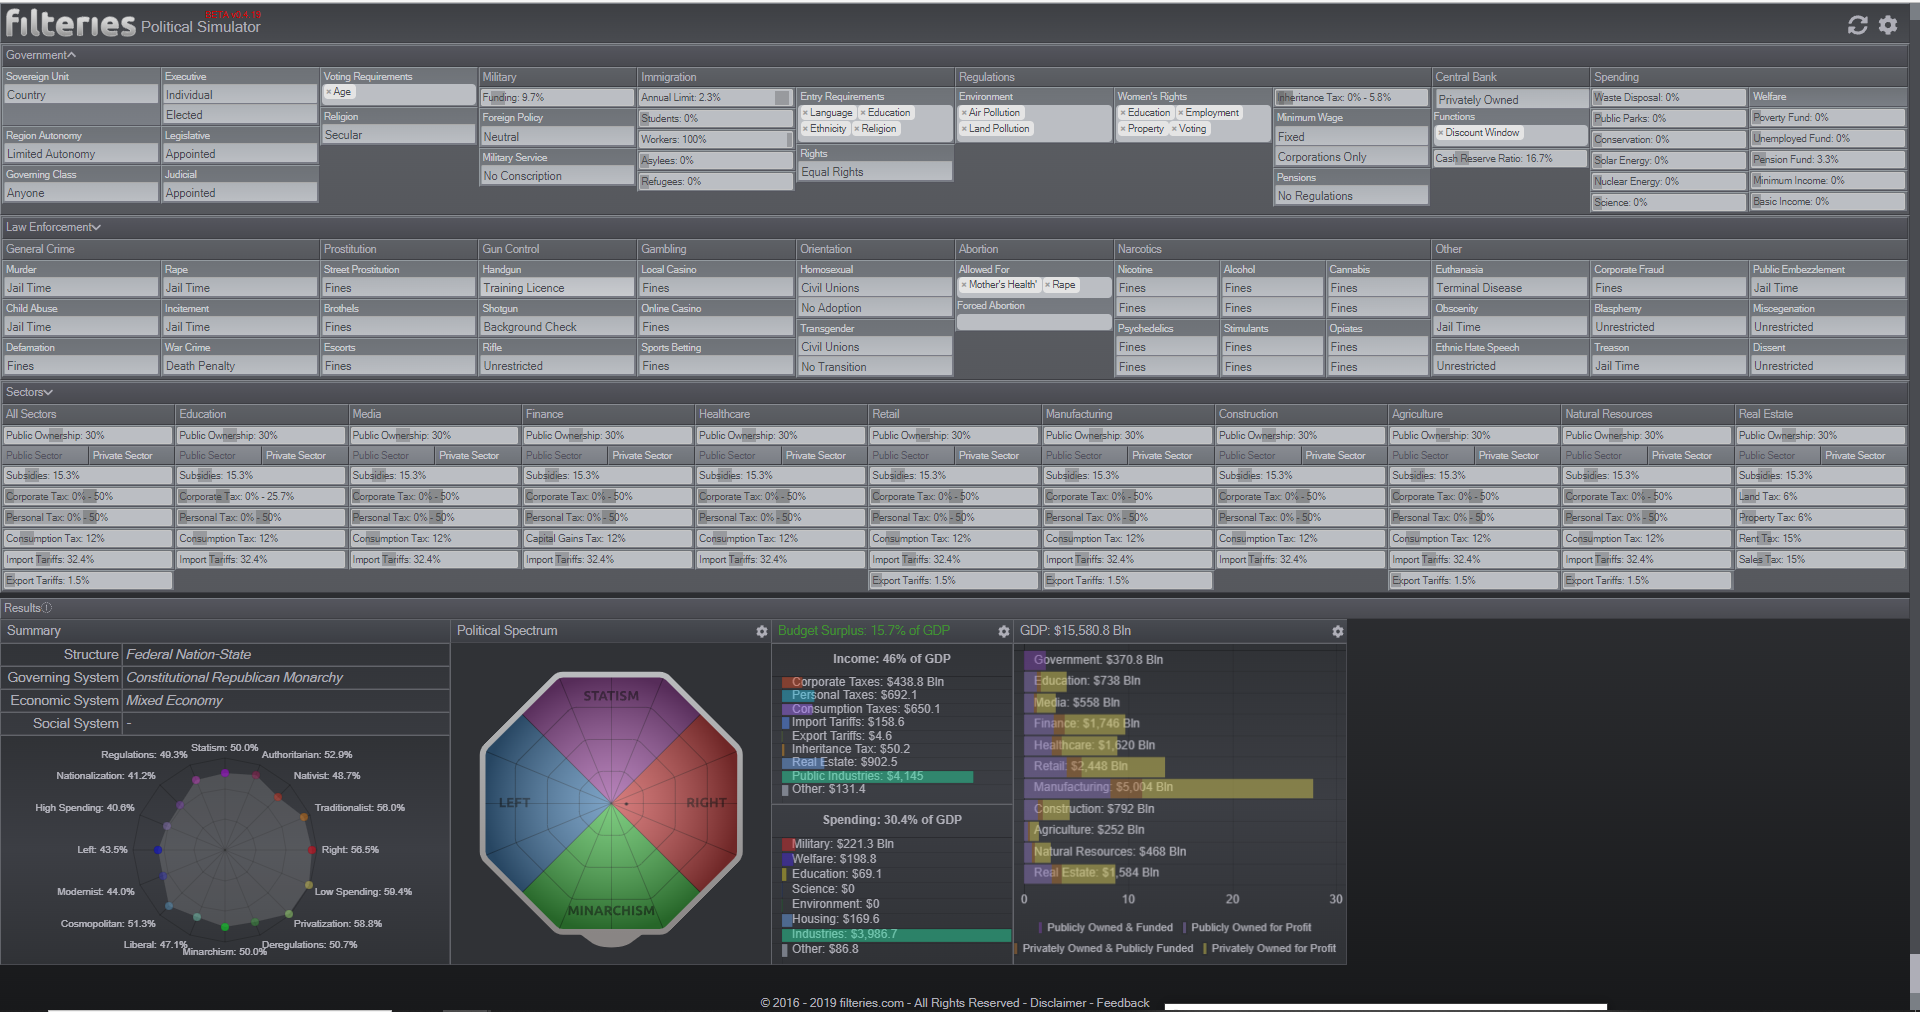 filteries BETA v0.4.19
Political Simulator
Government
Sovereign Unit
Country
Region Autonomy
Limited Autonomy
Governing Class
Anyone
Executive
Individual
Elected
Legislative
Appointed
Judicial
Appointed
Voting Requirements
× Age
Religion
Secular
Military
Funding: 9.7%
Foreign Policy
Neutral
Military Service
No Conscription
Immigration
Annual Limit: 2.3%
Students: 0%
Workers: 100%
Asylees: 0%
Refugees: 0%
Entry Requirements
× Language × Education
× Ethnicity × Religion
Rights
Equal Rights
Regulations
Environment
× Air Pollution
× Land Pollution
Women's Rights
× Education × Employment
× Property × Voting
Inheritance Tax: 0% - 5.8%
Minimum Wage
Fixed
Corporations Only
Pensions
No Regulations
Central Bank
Privately Owned
Functions
× Discount Window
Cash Reserve Ratio: 16.7%
Spending
Waste Disposal: 0%
Public Parks: 0%
Conservation: 0%
Solar Energy: 0%
Nuclear Energy: 0%
Science: 0%
Welfare
Poverty Fund: 0%
Unemployed Fund: 0%
Pension Fund: 3.3%
Minimum Income: 0%
Basic Income: 0%
Law Enforcement
General Crime
Murder
Jail Time
Child Abuse
Jail Time
Defamation
Fines
Rape
Jail Time
Incitement
Jail Time
War Crime
Death Penalty
Prostitution
Street Prostitution
Fines
Brothels
Fines
Escorts
Fines
Gun Control
Handgun
Training Licence
Shotgun
Background Check
Rifle
Unrestricted
Gambling
Local Casino
Fines
Online Casino
Fines
Sports Betting
Fines
Orientation
Homosexual
Civil Unions
No Adoption
Transgender
Civil Unions
No Transition
Abortion
Allowed For
× Mother's Health' × Rape
Forced Abortion
Narcotics
Nicotine
Fines
Fines
Psychedelics
Fines
Fines
Alcohol
Fines
Fines
Stimulants
Fines
Fines
Cannabis
Fines
Fines
Opiates
Fines
Fines
Other
Euthanasia
Terminal Disease
Obscenity
Jail Time
Ethnic Hate Speech
Unrestricted
Corporate Fraud
Fines
Blasphemy
Unrestricted
Treason
Jail Time
Public Embezzlement
Jail Time
Miscegenation
Unrestricted
Dissent
Unrestricted
Sectors
All Sectors
Public Ownership: 30%
Public Sector Private Sector
Subsidies: 15.3%
Corporate Tax: 0% - 50%
Personal Tax: 0% - 50%
Consumption Tax: 12%
Import Tariffs: 32.4%
Export Tariffs: 1.5%
Education
Public Ownership: 30%
Public Sector Private Sector
Subsidies: 15.3%
Corporate Tax: 0% - 25.7%
Personal Tax: 0% - 50%
Consumption Tax: 12%
Import Tariffs: 32.4%
Media
Public Ownership: 30%
Public Sector Private Sector
Subsidies: 15.3%
Corporate Tax: 0% - 50%
Personal Tax: 0% - 50%
Consumption Tax: 12%
Import Tariffs: 32.4%
Finance
Public Ownership: 30%
Public Sector Private Sector
Subsidies: 15.3%
Corporate Tax: 0% - 50%
Personal Tax: 0% - 50%
Capital Gains Tax: 12%
Import Tariffs: 32.4%
Healthcare
Public Ownership: 30%
Public Sector Private Sector
Subsidies: 15.3%
Corporate Tax: 0% - 50%
Personal Tax: 0% - 50%
Consumption Tax: 12%
Import Tariffs: 32.4%
Retail
Public Ownership: 30%
Public Sector Private Sector
Subsidies: 15.3%
Corporate Tax: 0% - 50%
Personal Tax: 0% - 50%
Consumption Tax: 12%
Import Tariffs: 32.4%
Export Tariffs: 1.5%
Manufacturing
Public Ownership: 30%
Public Sector Private Sector
Subsidies: 15.3%
Corporate Tax: 0% - 50%
Personal Tax: 0% - 50%
Consumption Tax: 12%
Import Tariffs: 32.4%
Export Tariffs: 1.5%
Construction
Public Ownership: 30%
Public Sector Private Sector
Subsidies: 15.3%
Corporate Tax: 0% - 50%
Personal Tax: 0% - 50%
Consumption Tax: 12%
Import Tariffs: 32.4%
Agriculture
Public Ownership: 30%
Public Sector Private Sector
Subsidies: 15.3%
Corporate Tax: 0% - 50%
Personal Tax: 0% - 50%
Consumption Tax: 12%
Import Tariffs: 32.4%
Export Tariffs: 1.5%
Natural Resources
Public Ownership: 30%
Public Sector Private Sector
Subsidies: 15.3%
Corporate Tax: 0% - 50%
Personal Tax: 0% - 50%
Consumption Tax: 12%
Import Tariffs: 32.4%
Export Tariffs: 1.5%
Real Estate
Public Ownership: 30%
Public Sector Private Sector
Subsidies: 15.3%
Land Tax: 6%
Property Tax: 6%
Rent Tax: 15%
Sales Tax: 15%
Results
Summary
Structure Federal Nation-State
Governing System Constitutional Republican Monarchy
Economic System Mixed Economy
Social System -
Statism: 50.0%
Authoritarian: 52.9%
Nativist: 48.7%
Traditionalist: 56.0%
Right: 56.5%
Low Spending: 59.4%
Privatization: 58.8%
Deregulations: 50.7%
Minarchism: 50.0%
Liberal: 47.1%
Cosmopolitan: 51.3%
Modernist: 44.0%
Left: 43.5%
High Spending: 40.6%
Nationalization: 41.2%
Regulations: 49.3%
Political Spectrum
STATISM
LEFT
RIGHT
MINARCHISM
Budget Surplus: 15.7% of GDP
Income: 46% of GDP
Corporate Taxes: $438.8 Bln
Personal Taxes: $692.1
Consumption Taxes: $650.1
Import Tariffs: $158.6
Export Tariffs: $4.6
Inheritance Tax: $50.2
Real Estate: $902.5
Public Industries: $4,145
Other: $131.4
Spending: 30.4% of GDP
Military: $221.3 Bln
Welfare: $198.8
Education: $69.1
Science: $0
Environment: $0
Housing: $169.6
Industries: $3,986.7
Other: $86.8
GDP: $15,580.8 Bln
Government: $370.8 Bln
Education: $738 Bln
Media: $558 Bln
Finance: $1,746 Bln
Healthcare: $1,620 Bln
Retail: $2,448 Bln
Manufacturing: $5,004 Bln
Construction: $792 Bln
Agriculture: $252 Bln
Natural Resources: $468 Bln
Real Estate: $1,584 Bln
0 10 20 30
Publicly Owned & Funded Publicly Owned for Profit
Privately Owned & Publicly Funded Privately Owned for Profit
© 2016 - 2019 filteries.com - All Rights Reserved - Disclaimer - Feedback